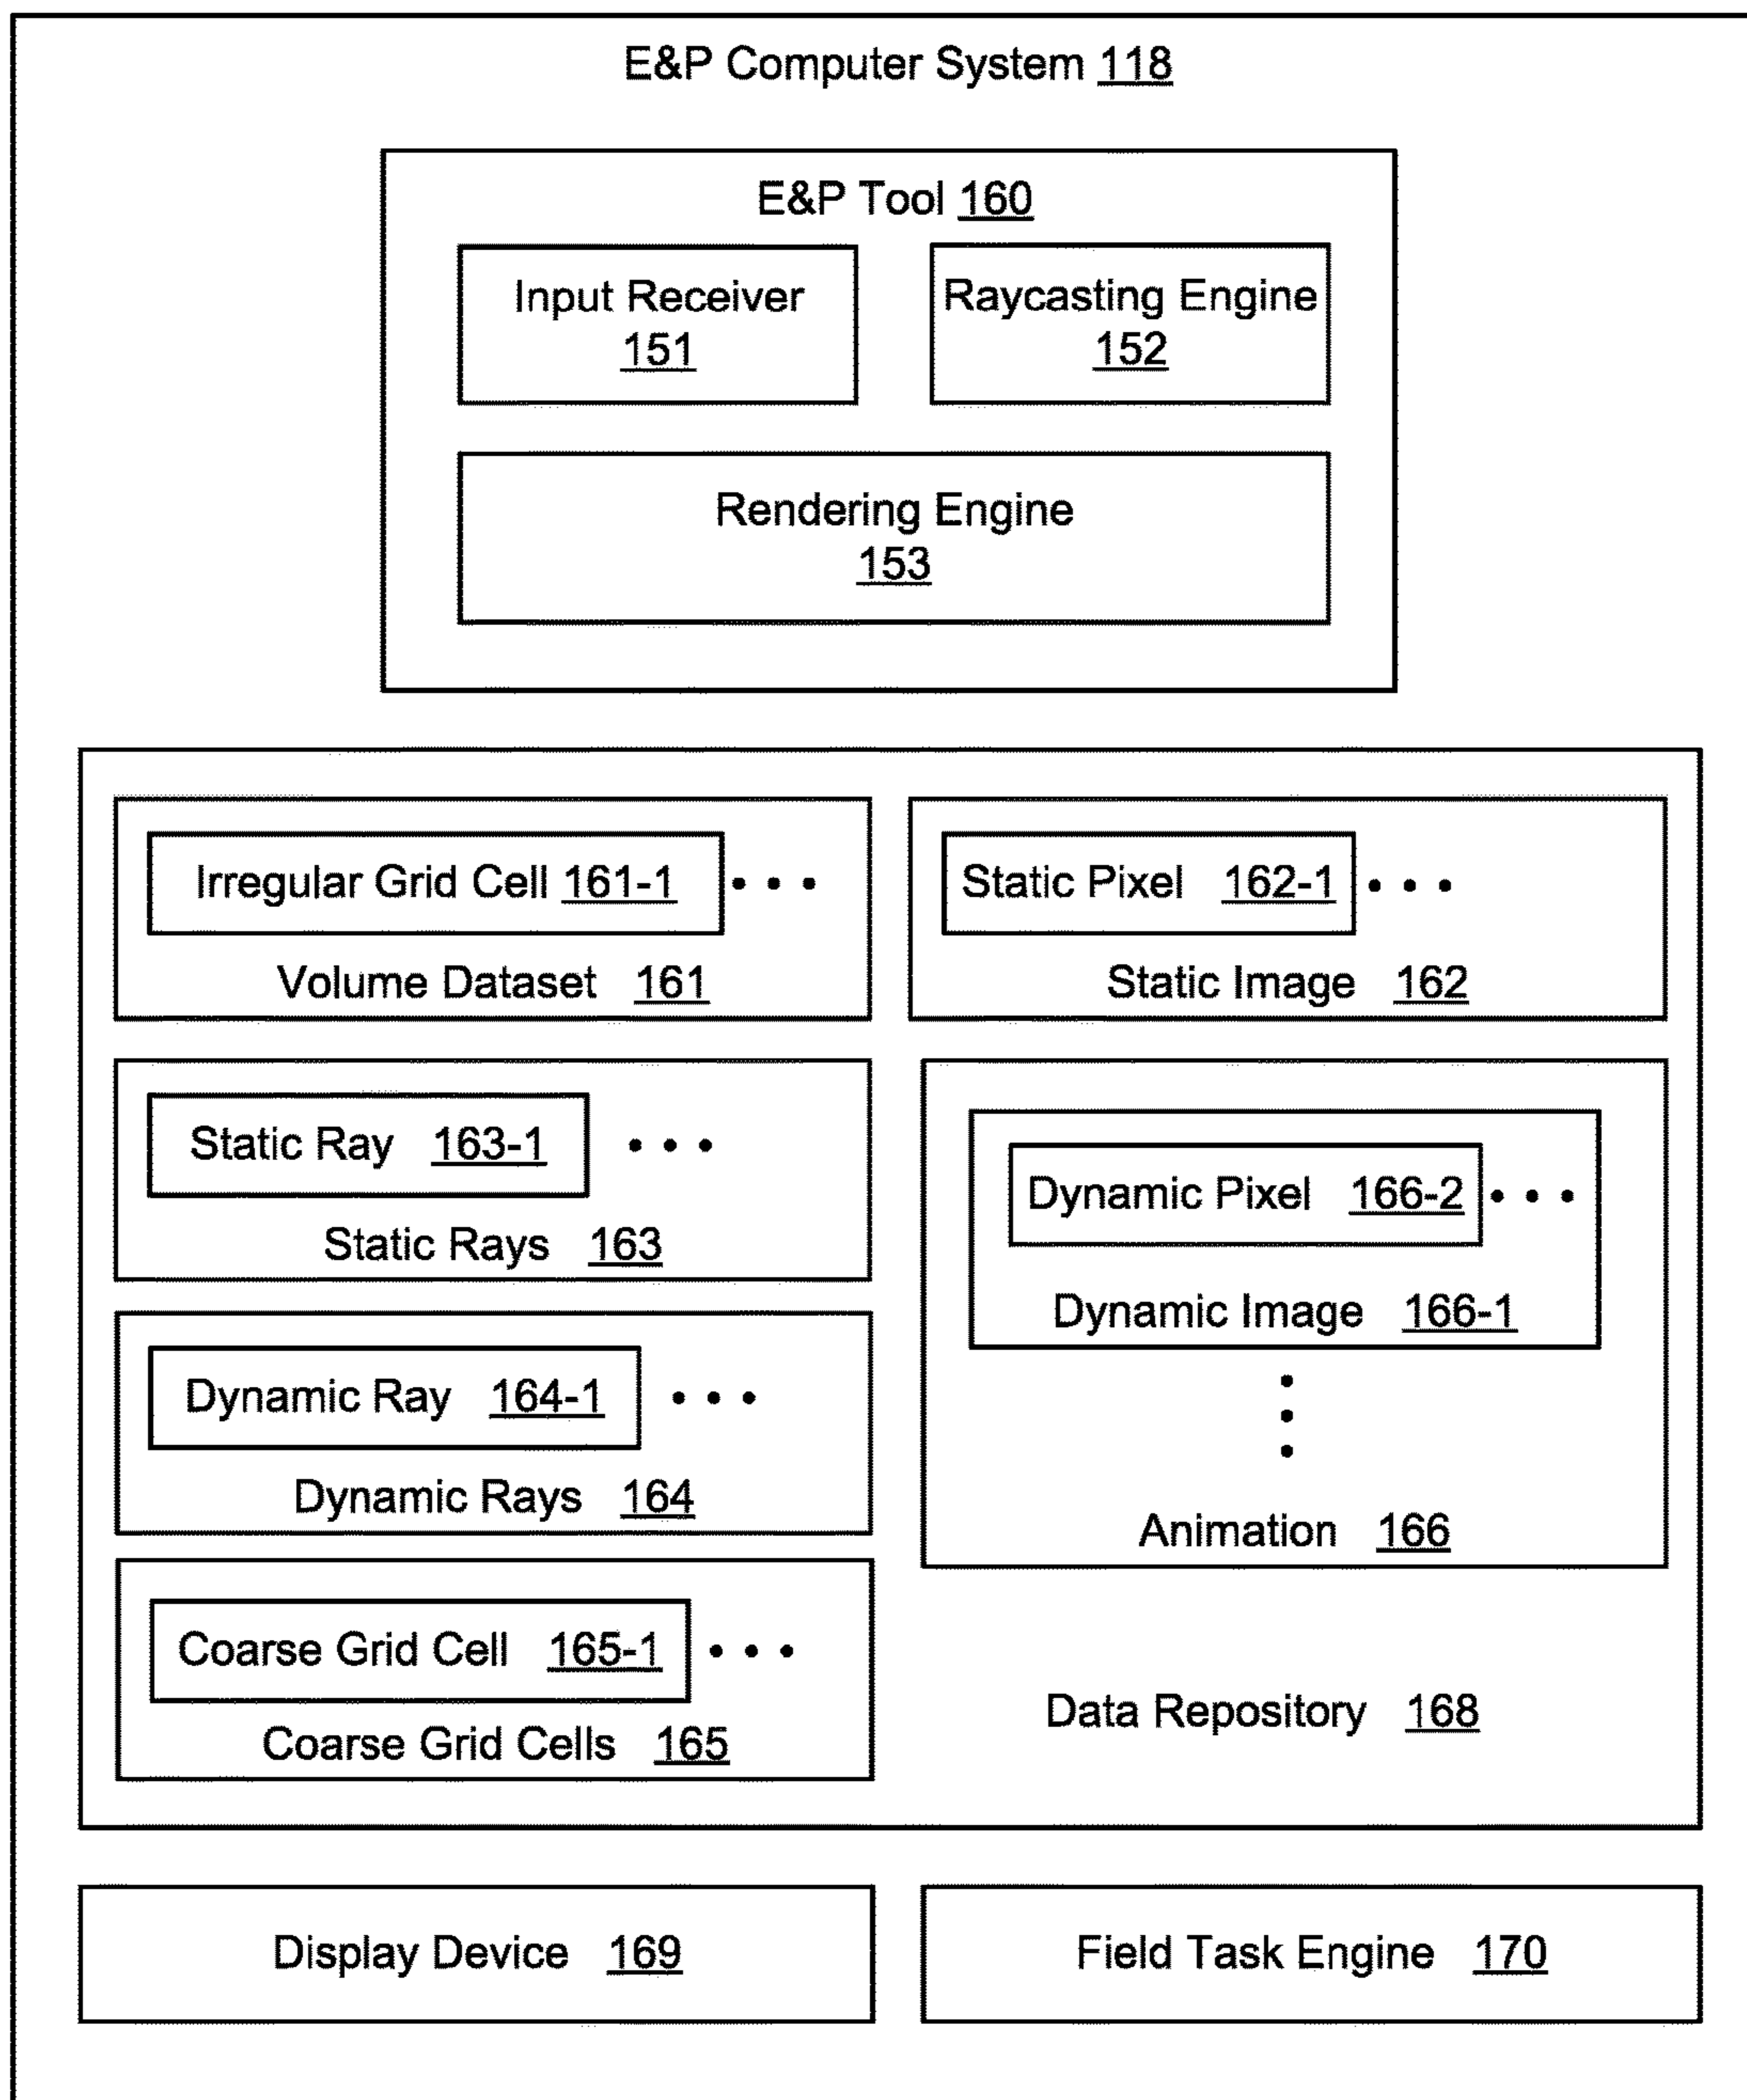 E&P Computer System 118
E&P Tool 160
Input Receiver
151
Raycasting Engine
152
Rendering Engine
153
Irregular Grid Cell 161-1
Volume Dataset 161
Static Pixel 162-1
Static Image 162
Static Ray 163-1
Static Rays 163
Dynamic Ray 164-1
Dynamic Rays 164
Coarse Grid Cell 165-1
Coarse Grid Cells 165
Dynamic Pixel 166-2
Dynamic Image 166-1
Animation 166
Data Repository 168
Display Device 169
Field Task Engine 170